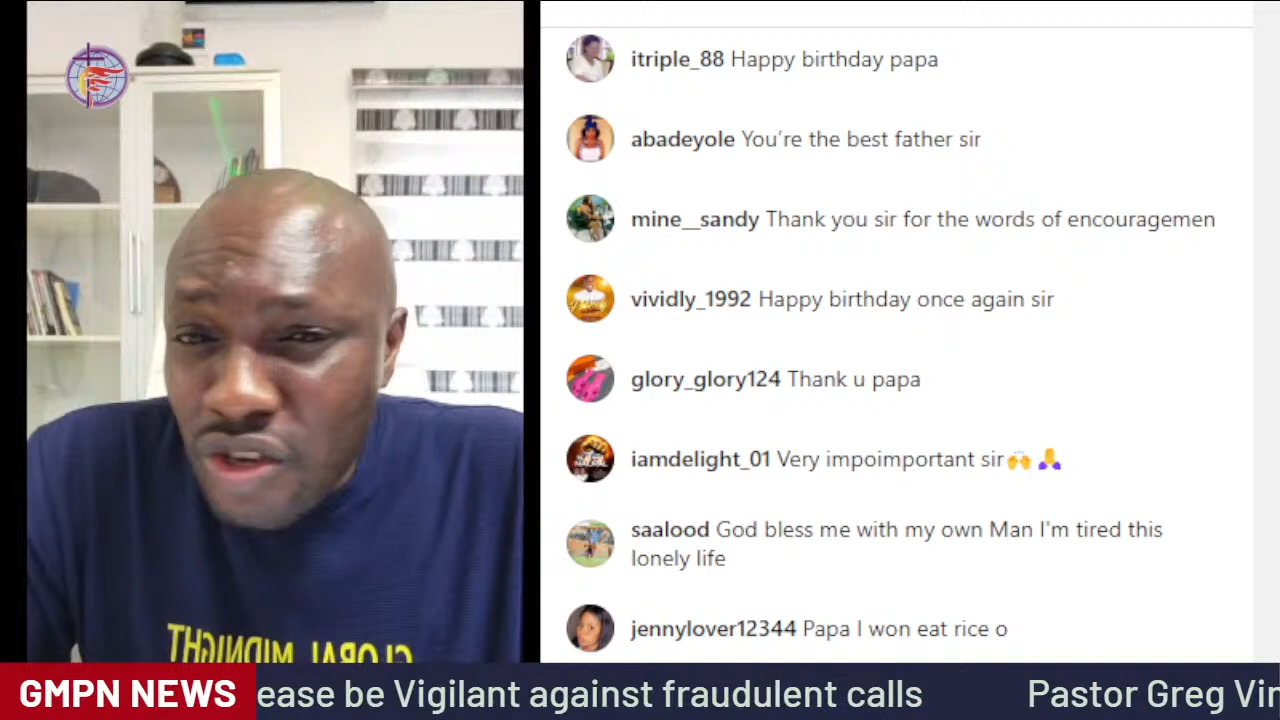 itriple_88 Happy birthday papa
abadeyole You're the best father sir
mine__sandy Thank you sir for the words of encouragemen
vividly_1992 Happy birthday once again sir
glory_glory124 Thank u papa
iamdelight_01 Very impoimportant sir🙌 🙏
saalood God bless me with my own Man I'm tired this
lonely life
jennylover12344 Papa I won eat rice o
GLOBAL MIDNIGHT
GMPN NEWS ease be Vigilant against fraudulent calls Pastor Greg Vin